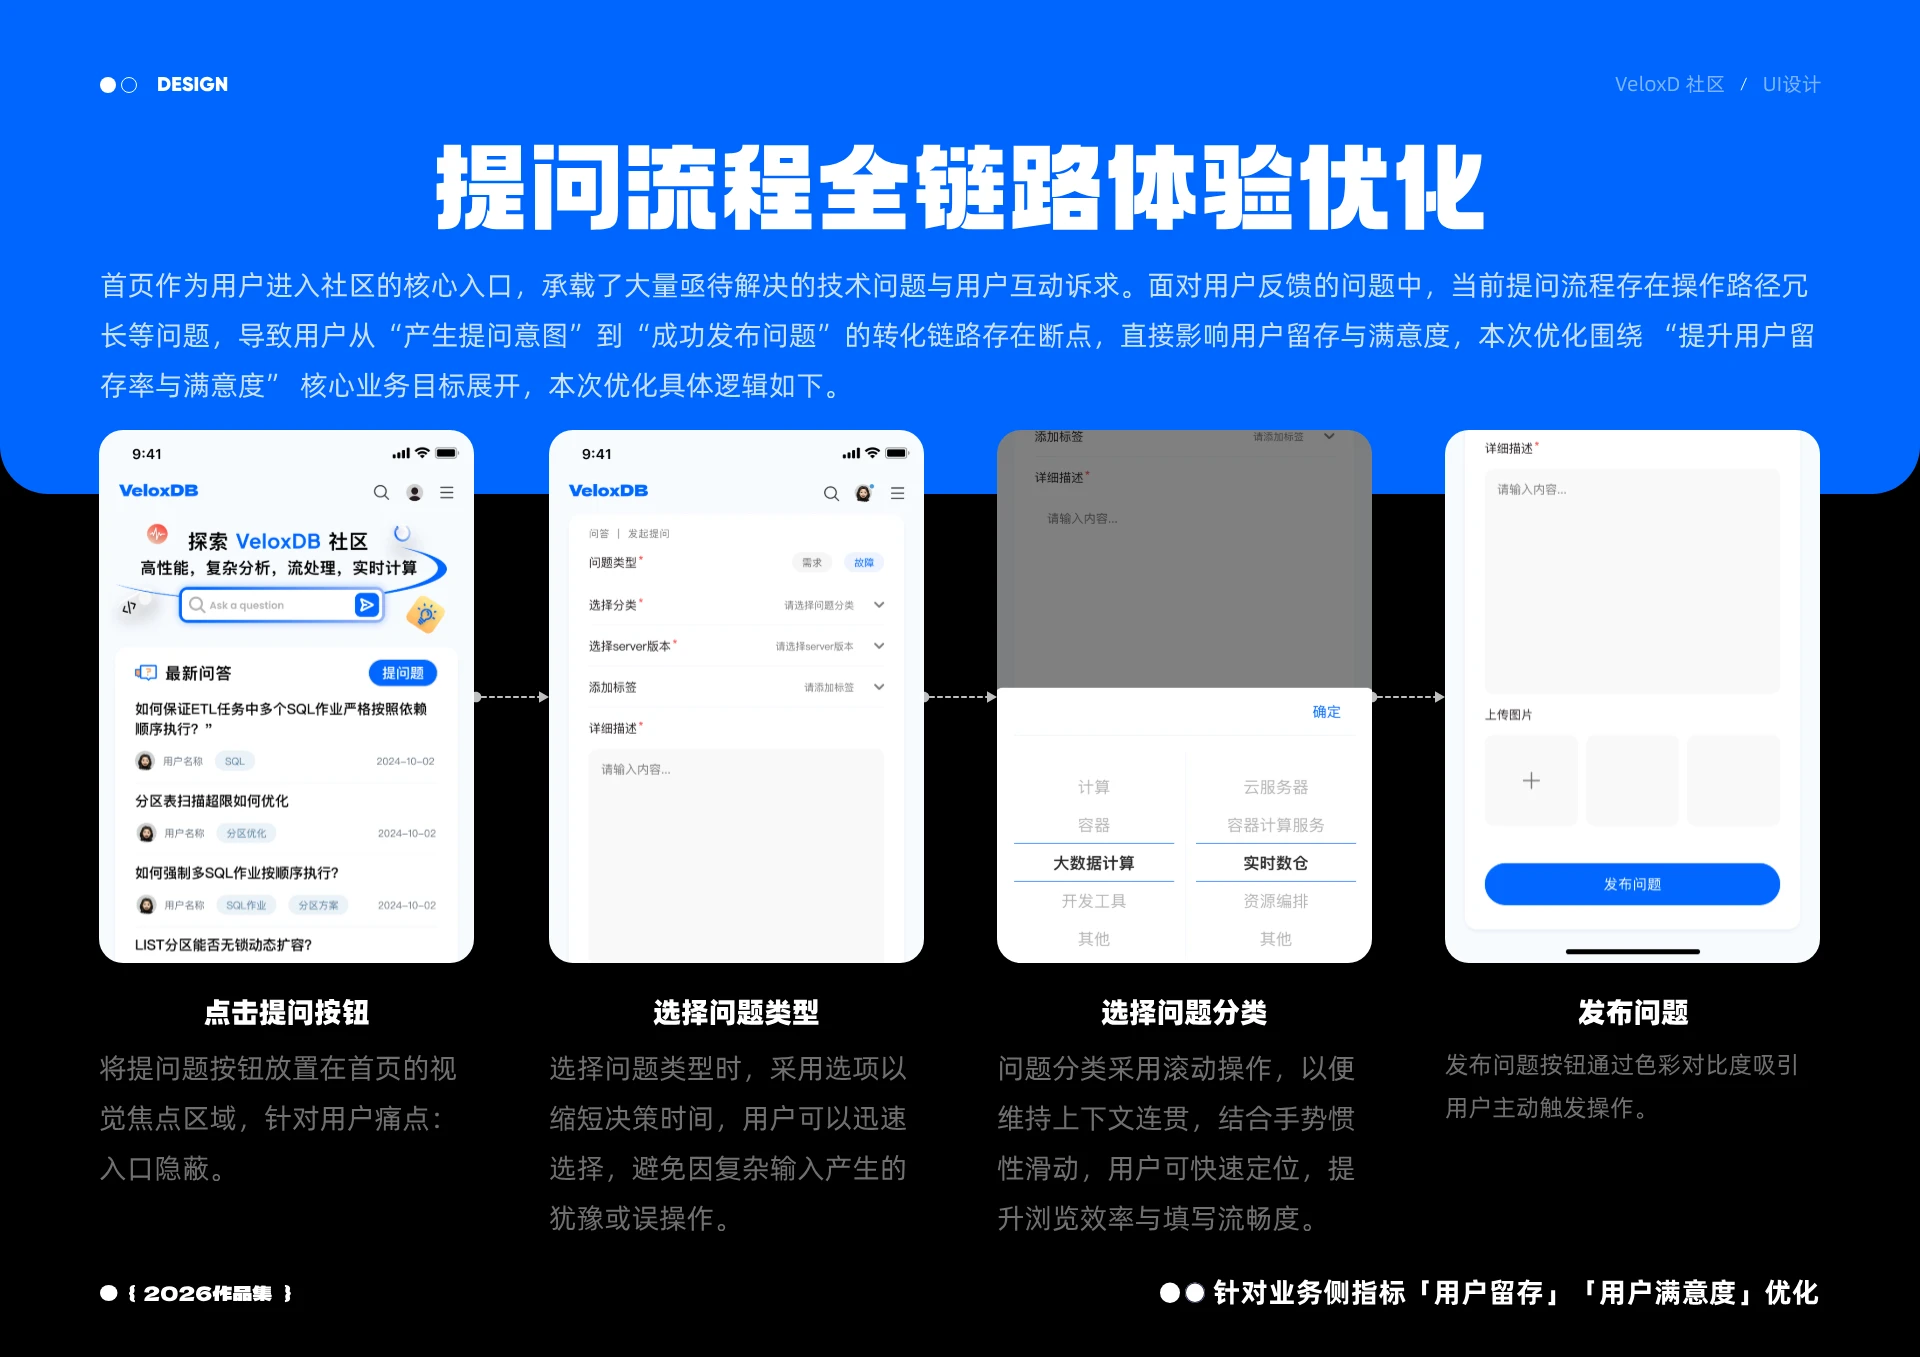 DESIGN
VeloxD 社区 / UI设计
提问流程全链路体验优化
首页作为用户进入社区的核心入口，承载了大量亟待解决的技术问题与用户互动诉求。面对用户反馈的问题中，当前提问流程存在操作路径冗
长等问题，导致用户从“产生提问意图”到“成功发布问题”的转化链路存在断点，直接影响用户留存与满意度，本次优化围绕 “提升用户留
存率与满意度” 核心业务目标展开，本次优化具体逻辑如下。
9:41
VeloxDB
探索 VeloxDB 社区
高性能，复杂分析，流处理，实时计算
Ask a question
最新问答
提问题
如何保证ETL任务中多个SQL作业严格按照依赖
顺序执行？”
用户名称 SQL 2024-10-02
分区表扫描超限如何优化
用户名称 分区优化 2024-10-02
如何强制多SQL作业按顺序执行?
用户名称 SQL作业 分区方案 2024-10-02
LIST分区能否无锁动态扩容?
9:41
VeloxDB
问答 | 发起提问
问题类型* 需求 故障
选择分类* 请选择问题分类
选择server版本* 请选择server版本
添加标签 请添加标签
详细描述*
请输入内容...
添加标签 请添加标签
详细描述*
请输入内容...
确定
计算 云服务器
容器 容器计算服务
大数据计算 实时数仓
开发工具 资源编排
其他 其他
详细描述*
请输入内容...
上传图片
发布问题
点击提问按钮
将提问题按钮放置在首页的视
觉焦点区域，针对用户痛点：
入口隐蔽。
选择问题类型
选择问题类型时，采用选项以
缩短决策时间，用户可以迅速
选择，避免因复杂输入产生的
犹豫或误操作。
选择问题分类
问题分类采用滚动操作，以便
维持上下文连贯，结合手势惯
性滑动，用户可快速定位，提
升浏览效率与填写流畅度。
发布问题
发布问题按钮通过色彩对比度吸引
用户主动触发操作。
{ 2026作品集 }
针对业务侧指标「用户留存」「用户满意度」优化